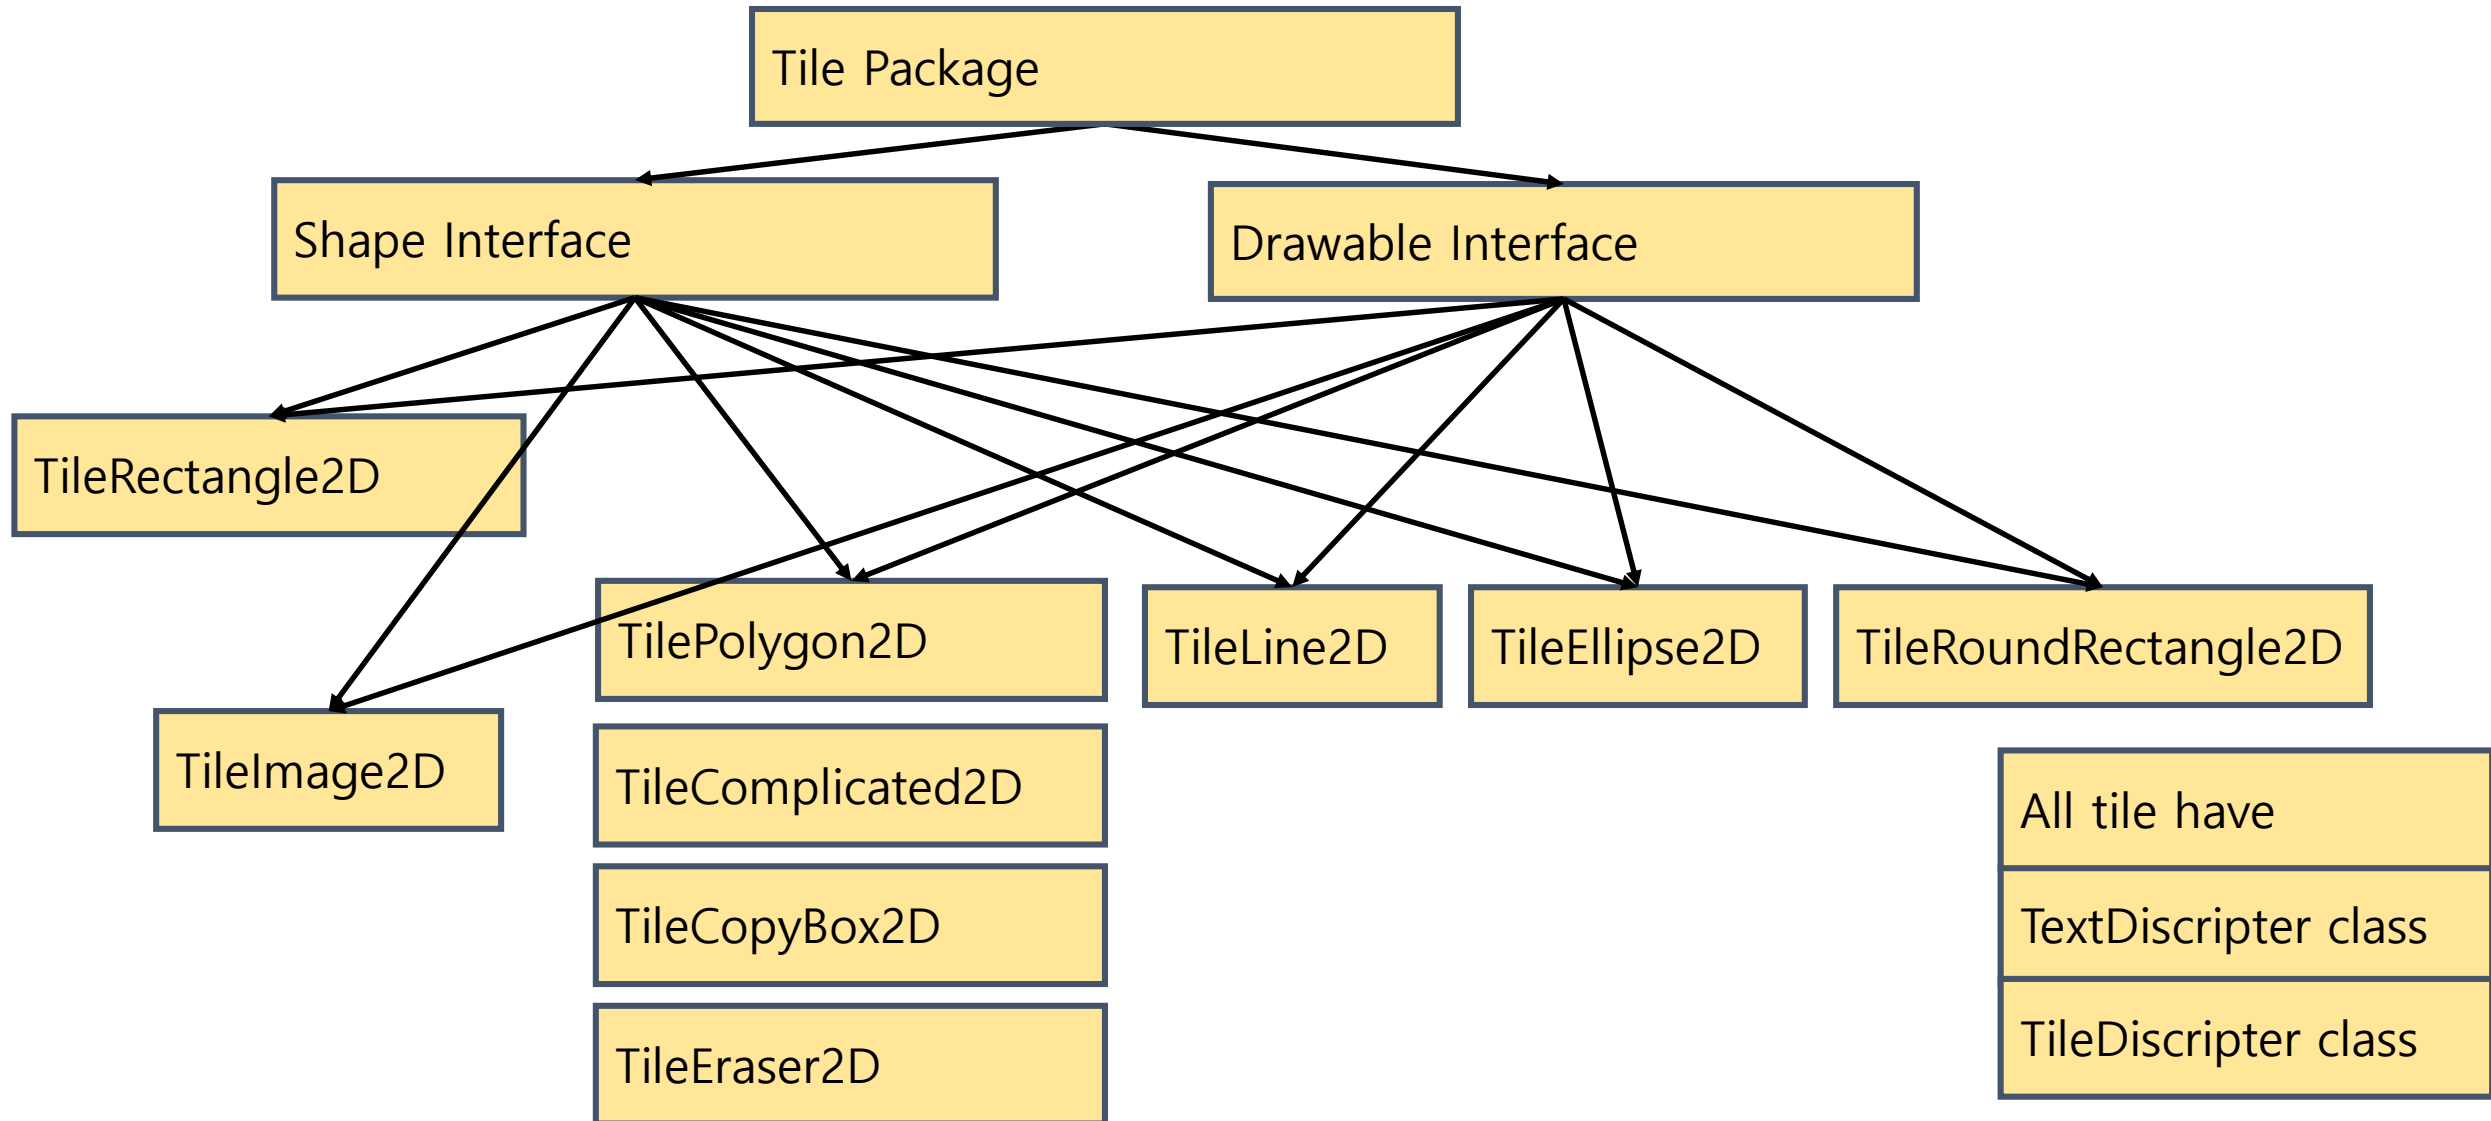 Tile Package
Shape Interface
Drawable Interface
TileRectangle2D
TilePolygon2D
TileLine2D
TileEllipse2D
TileRoundRectangle2D
TileImage2D
TileComplicated2D
TileCopyBox2D
TileEraser2D
All tile have
TextDiscripter class
TileDiscripter class